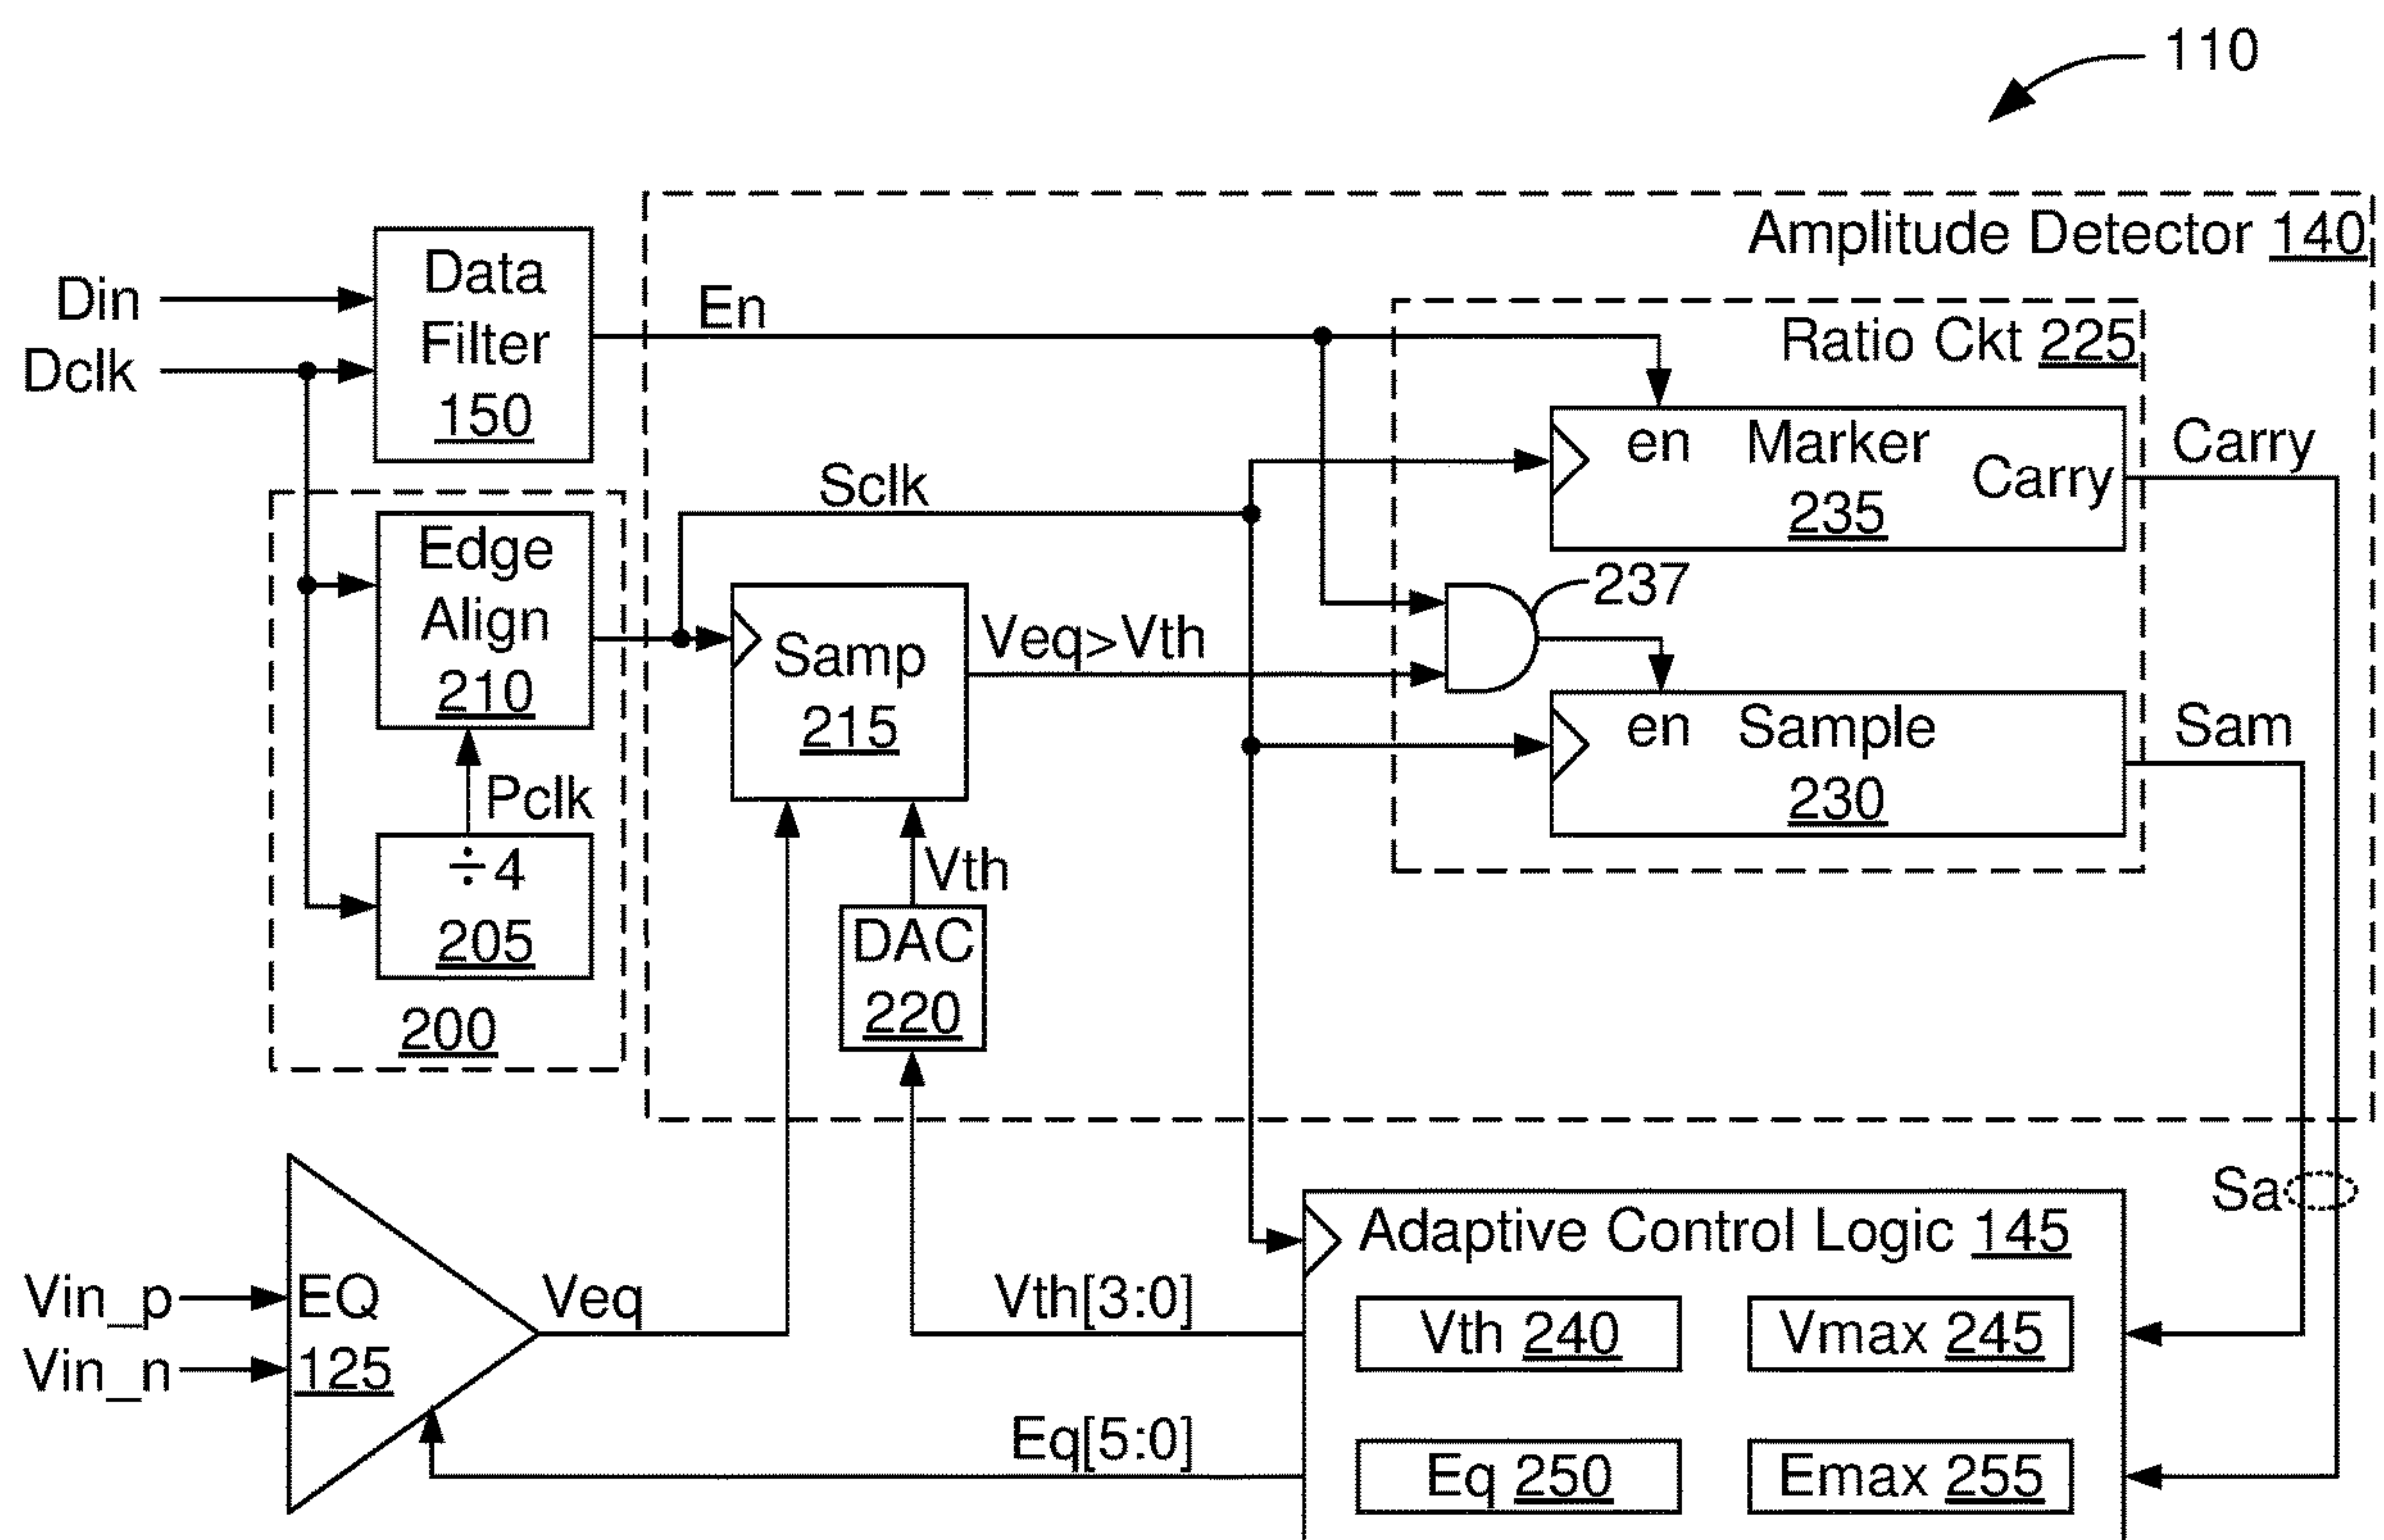 110
Amplitude Detector 140
Din
Dclk
Data
Filter
150
En
Ratio Ckt 225
en Marker
Carry
235
Carry
Sclk
Edge
Align
210
Samp
215
Veq>Vth
237
en Sample
230
Sam
Pclk
÷4
205
200
Vth
DAC
220
Sa
Adaptive Control Logic 145
Vin_p
Vin_n
EQ
125
Veq
Vth[3:0]
Vth 240
Vmax 245
Eq[5:0]
Eq 250
Emax 255